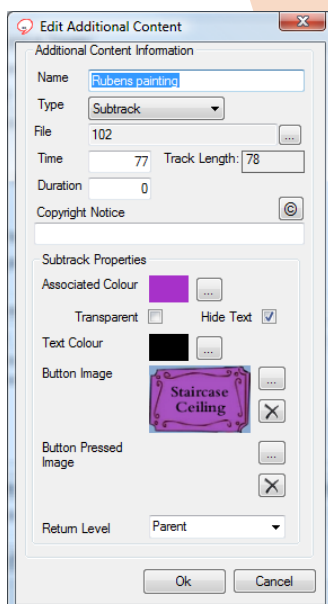 Edit Additional Content
Additional Content Information
Name Rubens painting
Type Subtrack
File 102 ...
Time 77 Track Length: 78
Duration 0
Copyright Notice ©
Subtrack Properties
Associated Colour ...
Transparent Hide Text
Text Colour ...
Button Image ...
Staircase
Ceiling
Button Pressed ...
Image
Return Level Parent
Ok Cancel